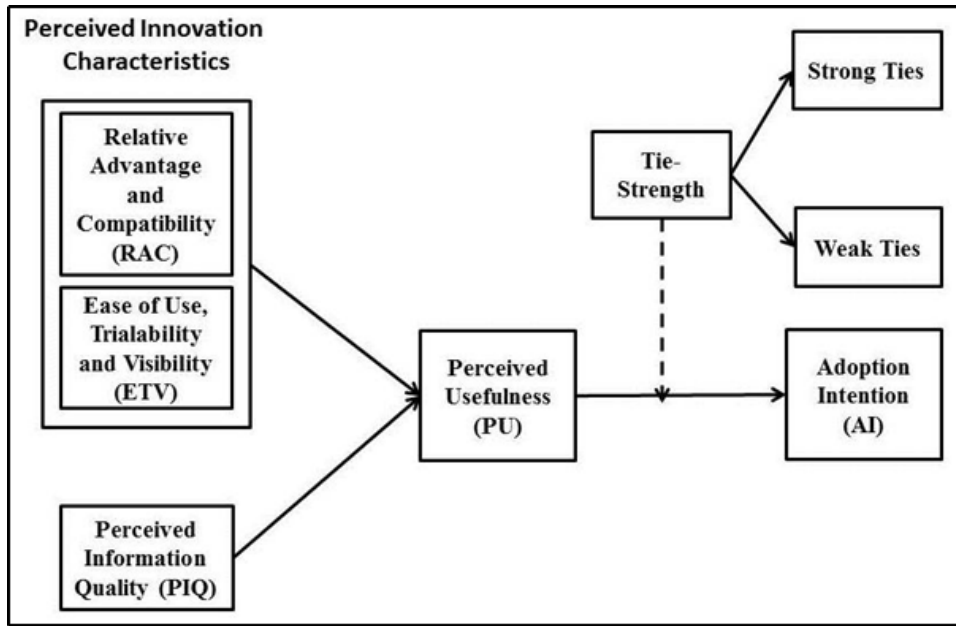 Perceived Innovation
Characteristics
Relative
Advantage
and
Compatibility
(RAC)
Ease of Use,
Trialability
and Visibility
(ETV)
Perceived
Information
Quality (PIQ)
Perceived
Usefulness
(PU)
Tie-
Strength
Strong Ties
Weak Ties
Adoption
Intention
(AI)